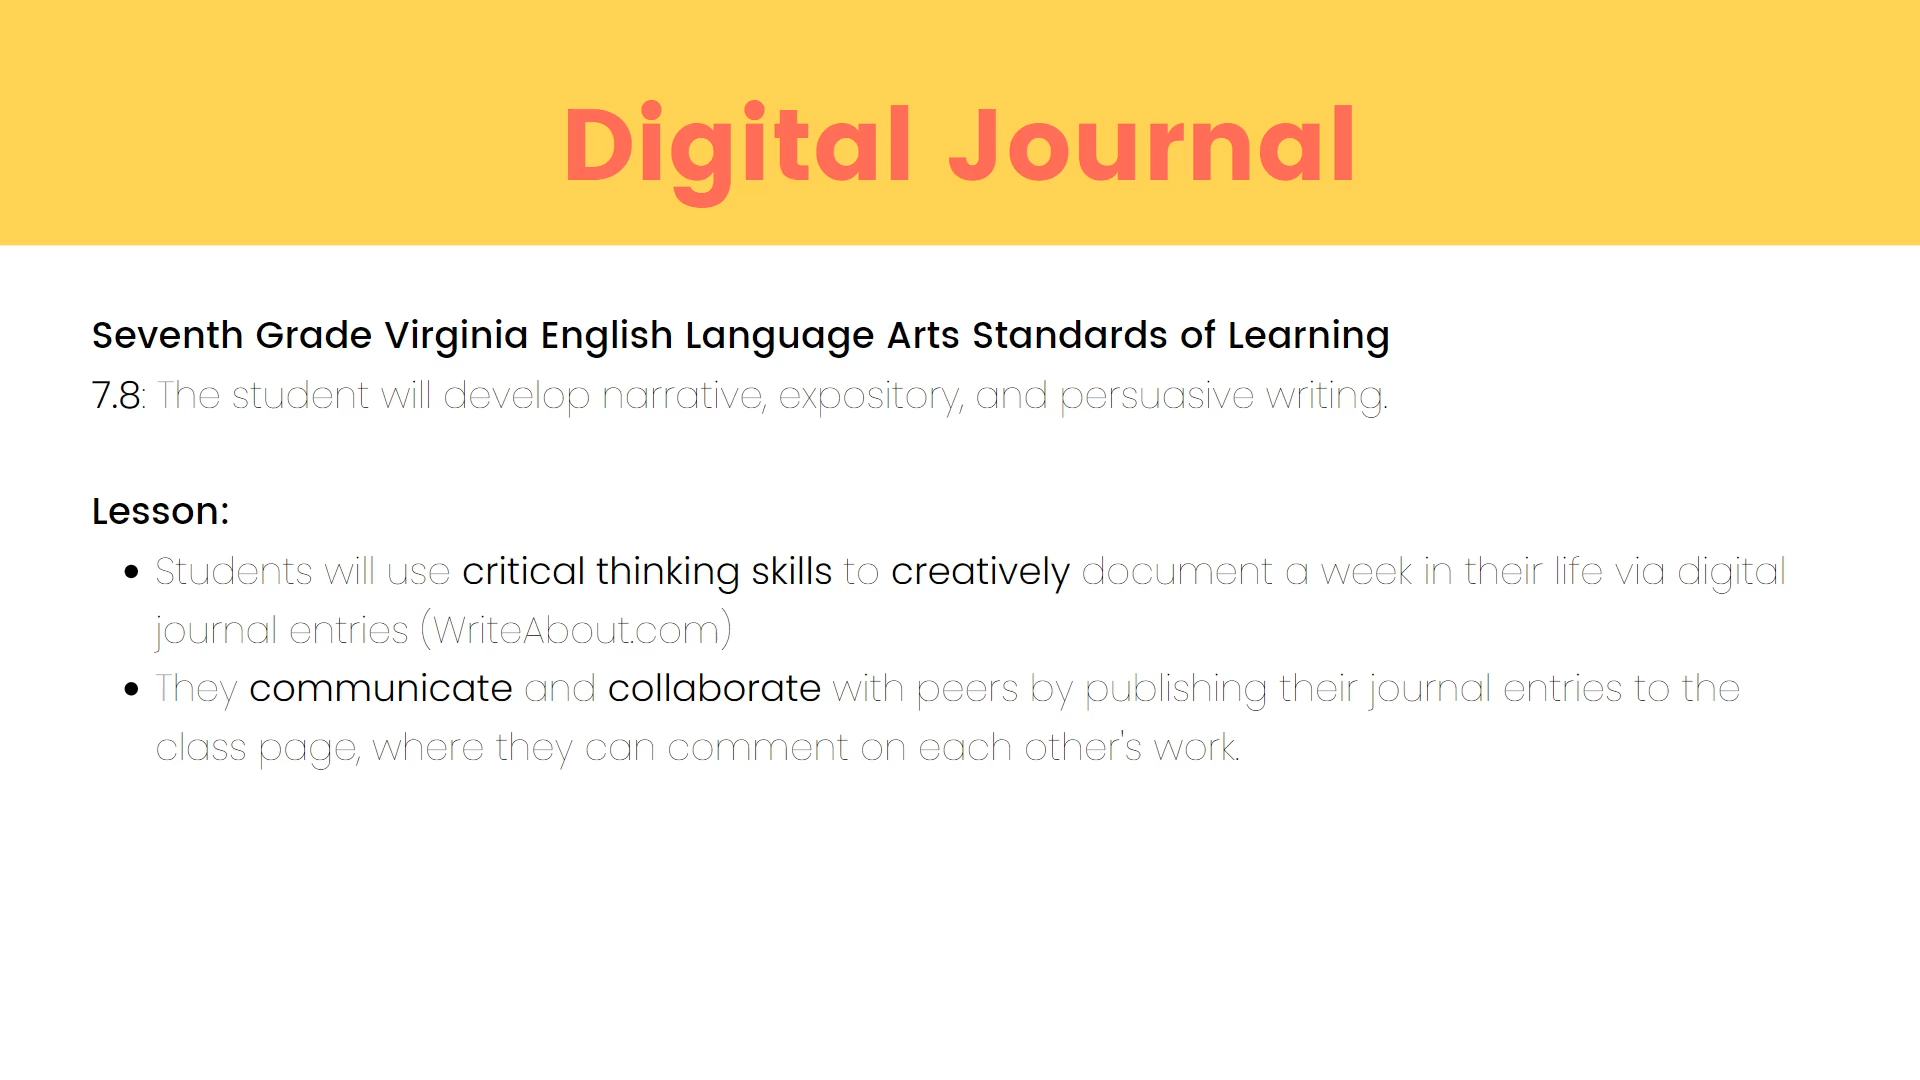 Digital Journal
Seventh Grade Virginia English Language Arts Standards of Learning
7.8: The student will develop narrative, expository, and persuasive writing.
Lesson:
• Students will use critical thinking skills to creatively document a week in their life via digital
journal entries (WriteAbout.com)
• They communicate and collaborate with peers by publishing their journal entries to the
class page, where they can comment on each other's work.